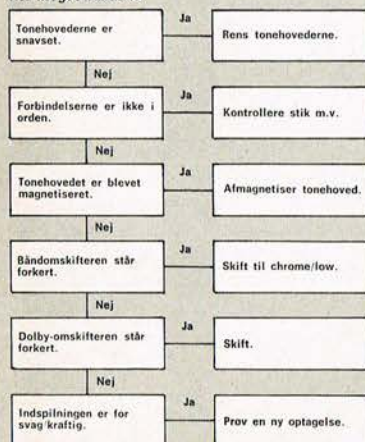 Tonehovederne er
snavset.
Ja
Rens tonehovederne.
Nej
Forbindelserne er ikke i
orden.
Ja
Kontrollere stik m.v.
Nej
Tonehovedet er blevet
magnetiseret.
Ja
Afmagnetiser tonehoved.
Nej
Båndomskifteren står
forkert.
Ja
Skift til chrome/low.
Nej
Dolby-omskifteren står
forkert.
Ja
Skift.
Nej
Indspilningen er for
svag/kraftig.
Ja
Prøv en ny optagelse.